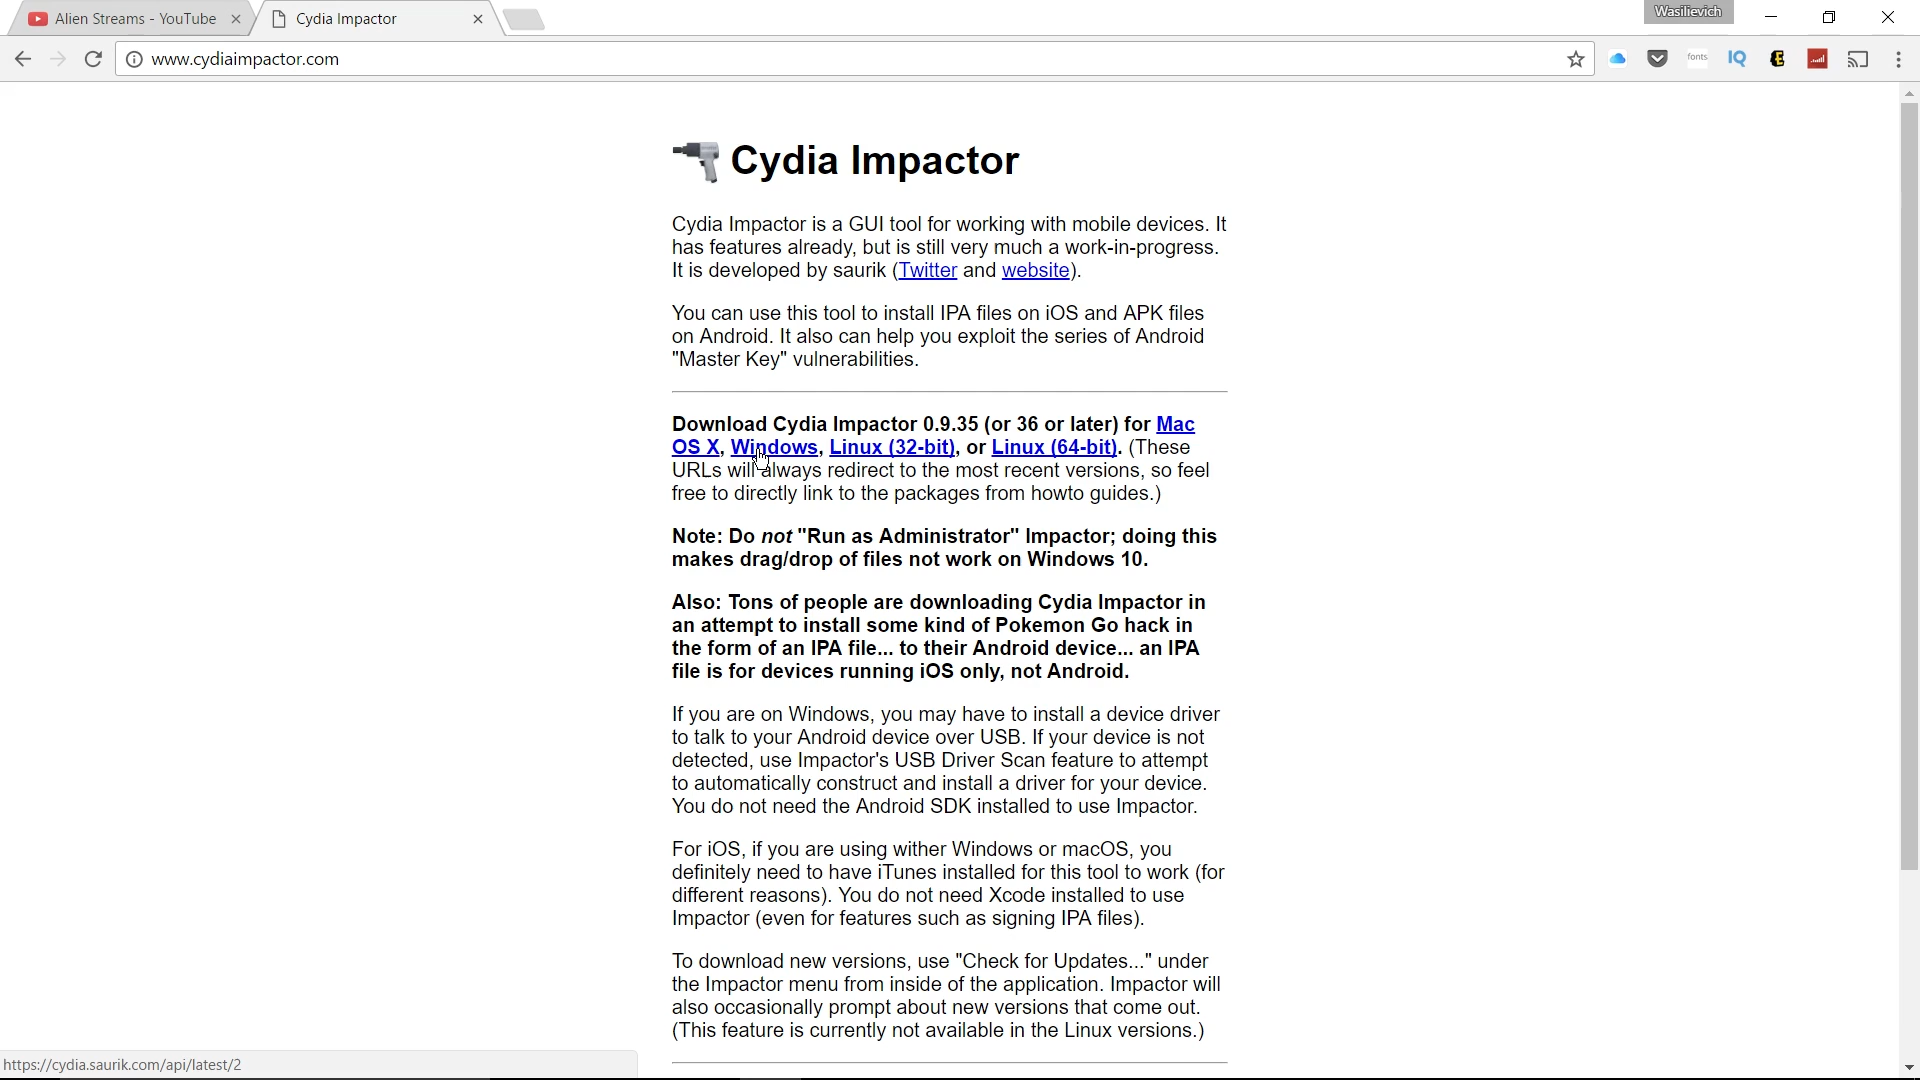 Alien Streams - YouTube
Cydia Impactor
Wasilievich
www.cydiaimpactor.com
fonts
IQ
Cydia Impactor
Cydia Impactor is a GUI tool for working with mobile devices. It
has features already, but is still very much a work-in-progress.
It is developed by saurik (Twitter and website).
You can use this tool to install IPA files on iOS and APK files
on Android. It also can help you exploit the series of Android
"Master Key" vulnerabilities.
Download Cydia Impactor 0.9.35 (or 36 or later) for Mac
OS X, Windows, Linux (32-bit), or Linux (64-bit). (These
URLs will always redirect to the most recent versions, so feel
free to directly link to the packages from howto guides.)
Note: Do not "Run as Administrator" Impactor; doing this
makes drag/drop of files not work on Windows 10.
Also: Tons of people are downloading Cydia Impactor in
an attempt to install some kind of Pokemon Go hack in
the form of an IPA file... to their Android device... an IPA
file is for devices running iOS only, not Android.
If you are on Windows, you may have to install a device driver
to talk to your Android device over USB. If your device is not
detected, use Impactor's USB Driver Scan feature to attempt
to automatically construct and install a driver for your device.
You do not need the Android SDK installed to use Impactor.
For iOS, if you are using wither Windows or macOS, you
definitely need to have iTunes installed for this tool to work (for
different reasons). You do not need Xcode installed to use
Impactor (even for features such as signing IPA files).
To download new versions, use "Check for Updates..." under
the Impactor menu from inside of the application. Impactor will
also occasionally prompt about new versions that come out.
(This feature is currently not available in the Linux versions.)
https://cydia.saurik.com/api/latest/2